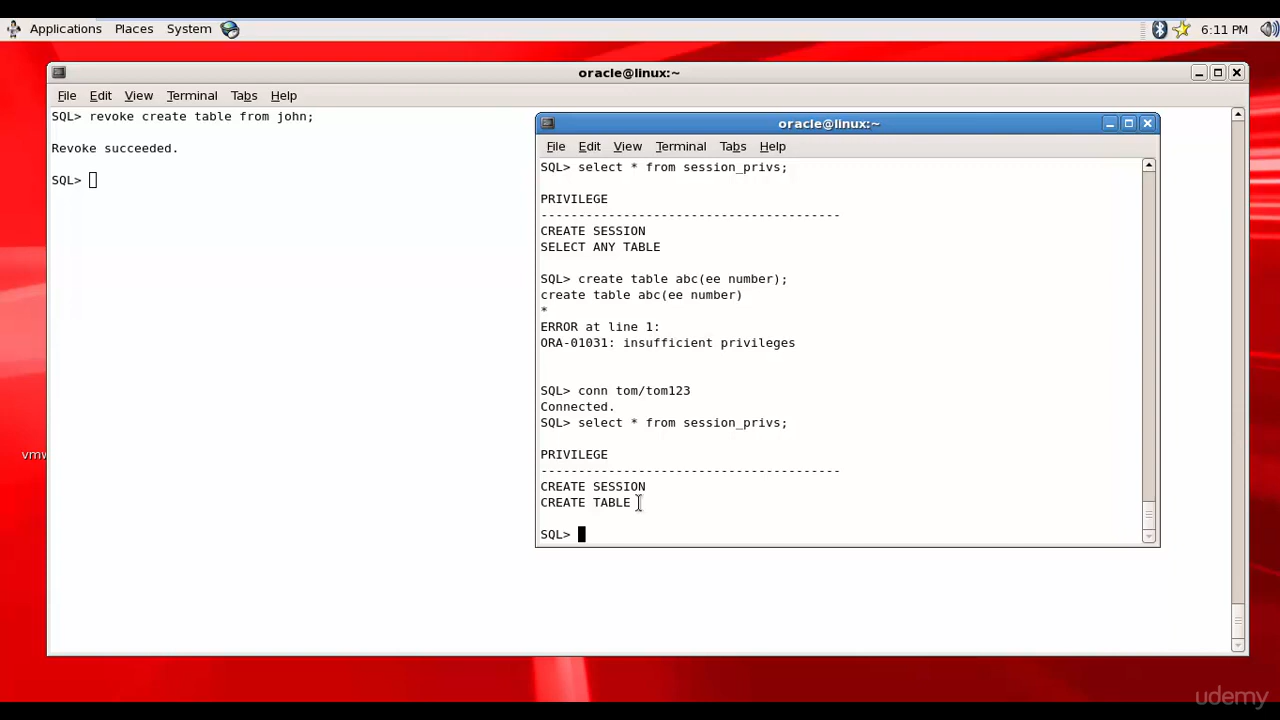 Applications Places System 6:11 PM
oracle@linux:~
File Edit View Terminal Tabs Help
SQL> revoke create table from john;
Revoke succeeded.
SQL>
oracle@linux:~
File Edit View Terminal Tabs Help
SQL> select * from session_privs;
PRIVILEGE
----------------------------------------
CREATE SESSION
SELECT ANY TABLE
SQL> create table abc(ee number);
create table abc(ee number)
*
ERROR at line 1:
ORA-01031: insufficient privileges
SQL> conn tom/tom123
Connected.
SQL> select * from session_privs;
PRIVILEGE
----------------------------------------
CREATE SESSION
CREATE TABLE
SQL>
vmw
udemy